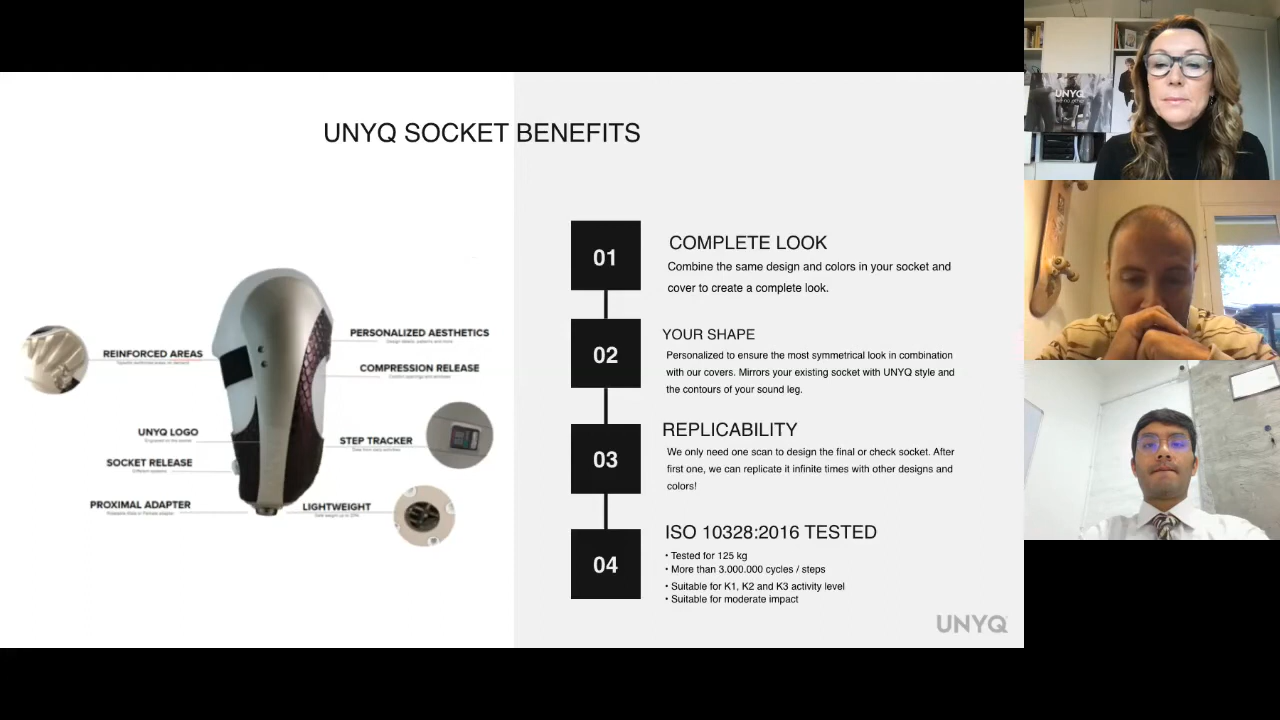 UNYQ SOCKET BENEFITS
REINFORCED AREAS
UNYQ LOGO
SOCKET RELEASE
PROXIMAL ADAPTER
PERSONALIZED AESTHETICS
COMPRESSION RELEASE
STEP TRACKER
LIGHTWEIGHT
01
COMPLETE LOOK
Combine the same design and colors in your socket and
cover to create a complete look.
02
YOUR SHAPE
Personalized to ensure the most symmetrical look in combination
with our covers. Mirrors your existing socket with UNYQ style and
the contours of your sound leg.
03
REPLICABILITY
We only need one scan to design the final or check socket. After
first one, we can replicate it infinite times with other designs and
colors!
04
ISO 10328:2016 TESTED
• Tested for 125 kg
• More than 3.000.000 cycles / steps
• Suitable for K1, K2 and K3 activity level
• Suitable for moderate impact
UNYQ
UNYQ